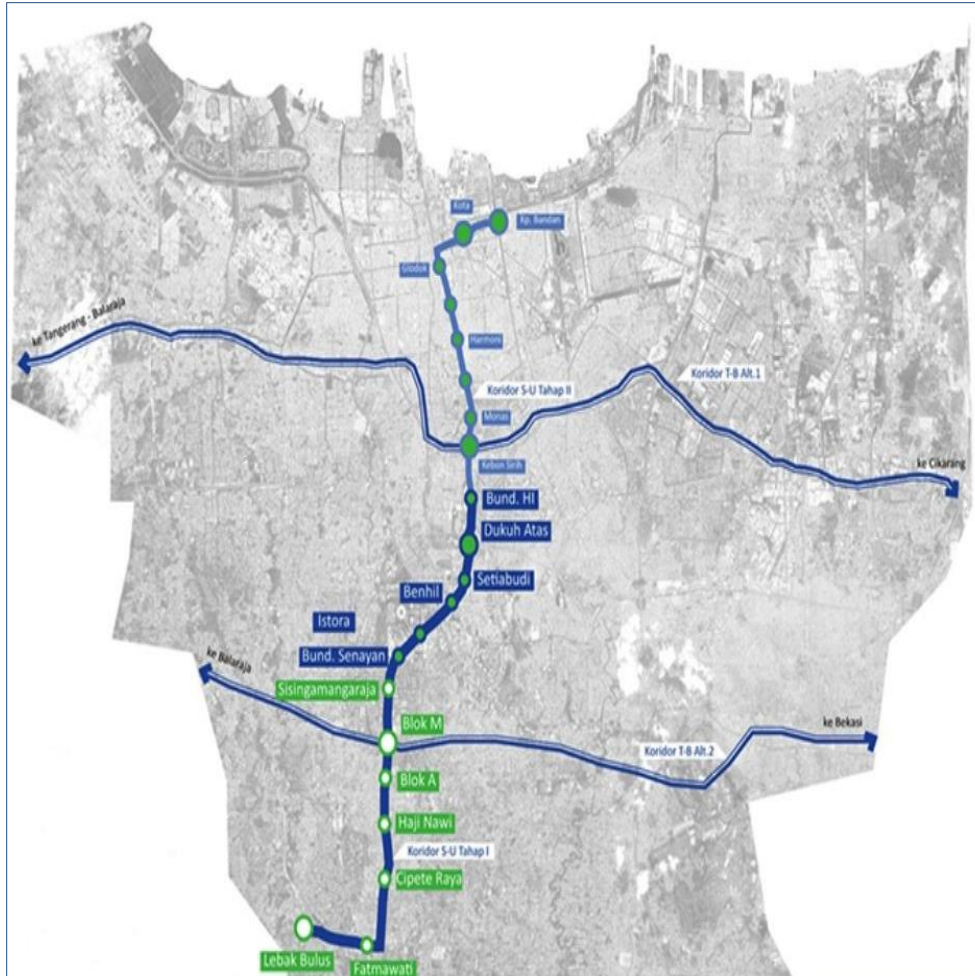 Kota
Kp. Bandan
Glodok
ke Tangerang - Balaraja
Harmoni
Koridor T-B Alt.1
Koridor S-U Tahap II
Monas
Kebon Sirih
ke Cikarang
Bund. HI
Dukuh Atas
Setiabudi
Benhil
Istora
Bund. Senayan
ke Balaraja
Sisingamangaraja
Blok M
ke Bekasi
Koridor T-B Alt.2
Blok A
Haji Nawi
Koridor S-U Tahap I
Cipete Raya
Lebak Bulus
Fatmawati